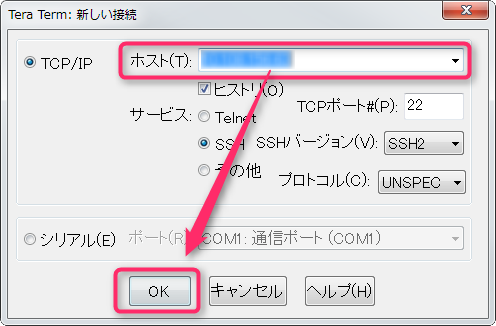 Tera Term: 新しい接続
TCP/IP ホスト(T):
ヒストリ(O)
サービス: Telnet TCPポート#(P): 22
SSH SSHバージョン(V): SSH2
その他 プロトコル(C): UNSPEC
シリアル(E) ポート(R): COM1: 通信ポート (COM1)
OK キャンセル ヘルプ(H)